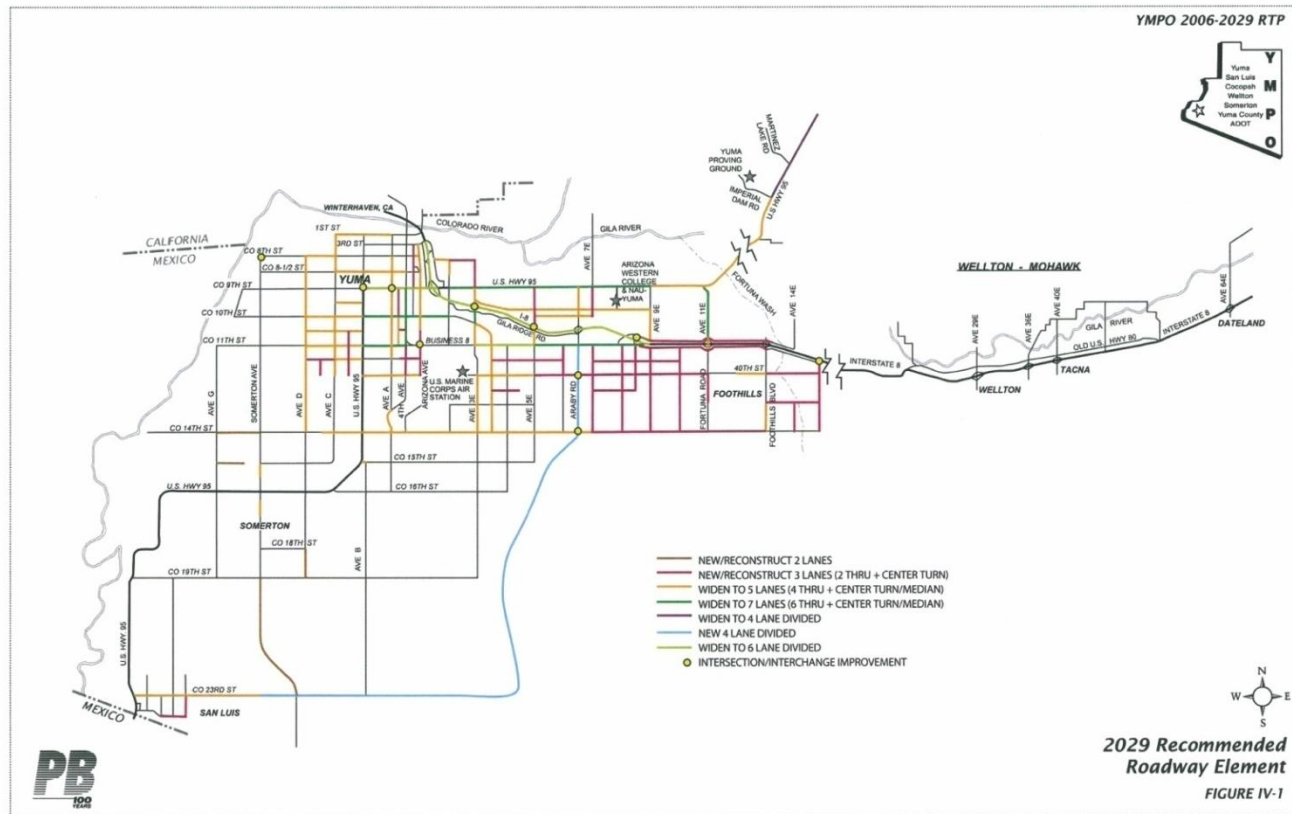 YMPO 2006-2029 RTP
Y
M
P
O
Yuma
San Luis
Cocopah
Wellton
Somerton
Yuma County
ADOT
MARTINEZ
LAKE RD
YUMA
PROVING
GROUND
IMPERIAL
DAM RD
U.S HWY 95
WINTERHAVEN, CA
COLORADO RIVER
GILA RIVER
1ST ST
3RD ST
CALIFORNIA
MEXICO
CO 8TH ST
CO 8-1/2 ST
YUMA
AVE 7E
ARIZONA
WESTERN
COLLEGE
& NAU-
YUMA
FORTUNA WASH
WELLTON - MOHAWK
CO 9TH ST
U.S. HWY 95
CO 10TH ST
I-8
GILA RIDGE RD
AVE 9E
AVE 11E
AVE 14E
AVE 29E
AVE 36E
AVE 40E
AVE 64E
GILA
RIVER
OLD U.S. HWY 80
INTERSTATE 8
DATELAND
CO 11TH ST
BUSINESS 8
INTERSTATE 8
TACNA
WELLTON
AVE G
SOMERTON AVE
AVE D
AVE C
U.S. HWY 95
AVE A
4TH AVE
ARIZONA AVE
U.S. MARINE
CORPS AIR
STATION
AVE 3E
AVE 5E
ARABY RD
40TH ST
FORTUNA ROAD
FOOTHILLS
FOOTHILLS BLVD
CO 14TH ST
CO 15TH ST
U.S. HWY 95
CO 16TH ST
SOMERTON
CO 18TH ST
AVE B
CO 19TH ST
U.S. HWY 95
CO 23RD ST
SAN LUIS
MEXICO
NEW/RECONSTRUCT 2 LANES
NEW/RECONSTRUCT 3 LANES (2 THRU + CENTER TURN)
WIDEN TO 5 LANES (4 THRU + CENTER TURN/MEDIAN)
WIDEN TO 7 LANES (6 THRU + CENTER TURN/MEDIAN)
WIDEN TO 4 LANE DIVIDED
NEW 4 LANE DIVIDED
WIDEN TO 6 LANE DIVIDED
INTERSECTION/INTERCHANGE IMPROVEMENT
N
W
E
S
2029 Recommended
Roadway Element
FIGURE IV-1
PB
100
YEARS